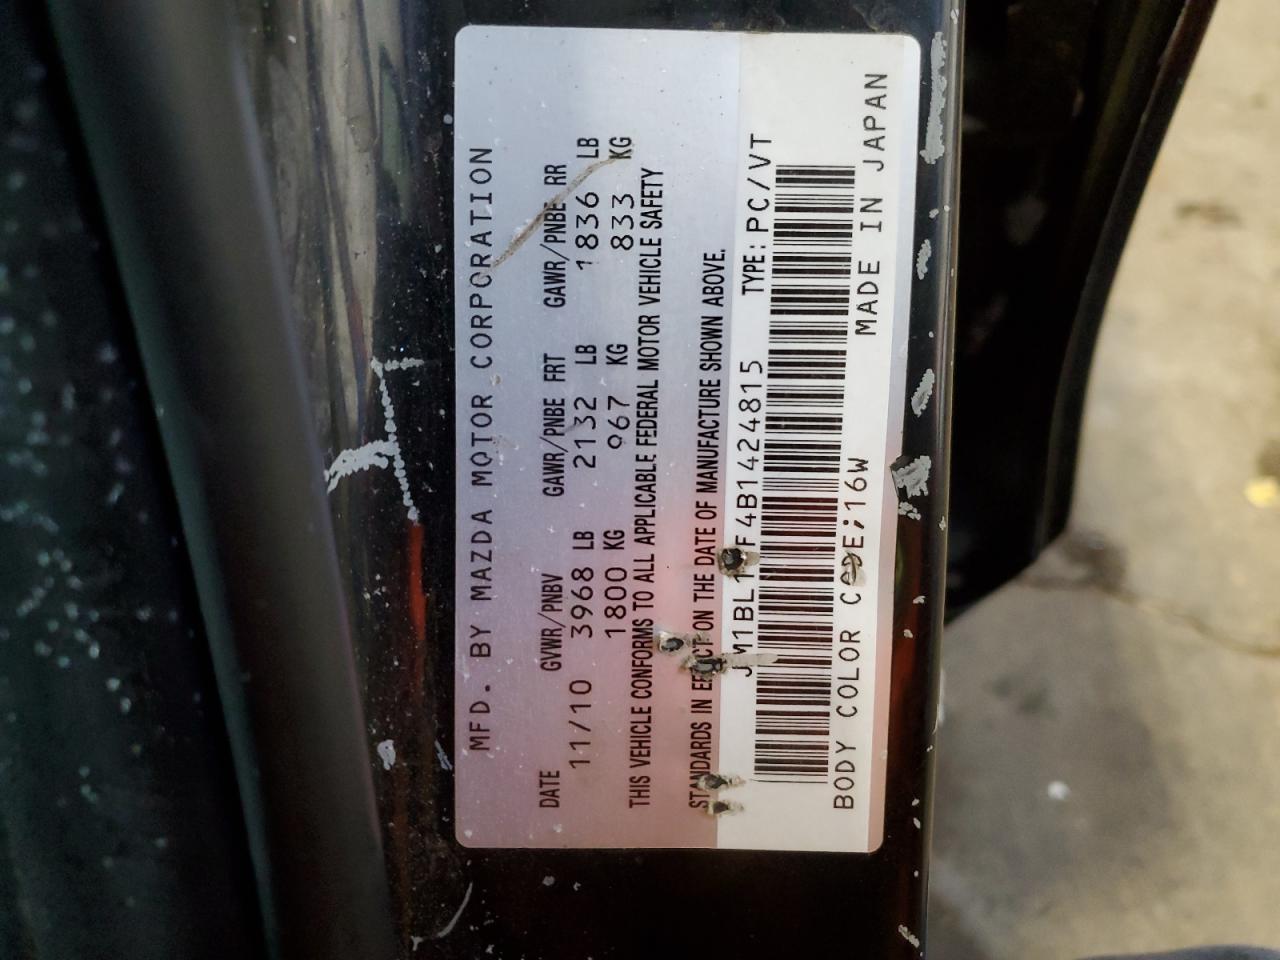 MFD. BY MAZDA MOTOR CORPORATION
DATE GVWR/PNBV GAWR/PNBE FRT GAWR/PNBE RR
11/10 3968 LB 2132 LB 1836 LB
1800 KG 967 KG 833 KG
THIS VEHICLE CONFORMS TO ALL APPLICABLE FEDERAL MOTOR VEHICLE SAFETY
STANDARDS IN EFFECT ON THE DATE OF MANUFACTURE SHOWN ABOVE.
JM1BL1VF4B1424815 TYPE: PC/VT
BODY COLOR CODE;16W MADE IN JAPAN